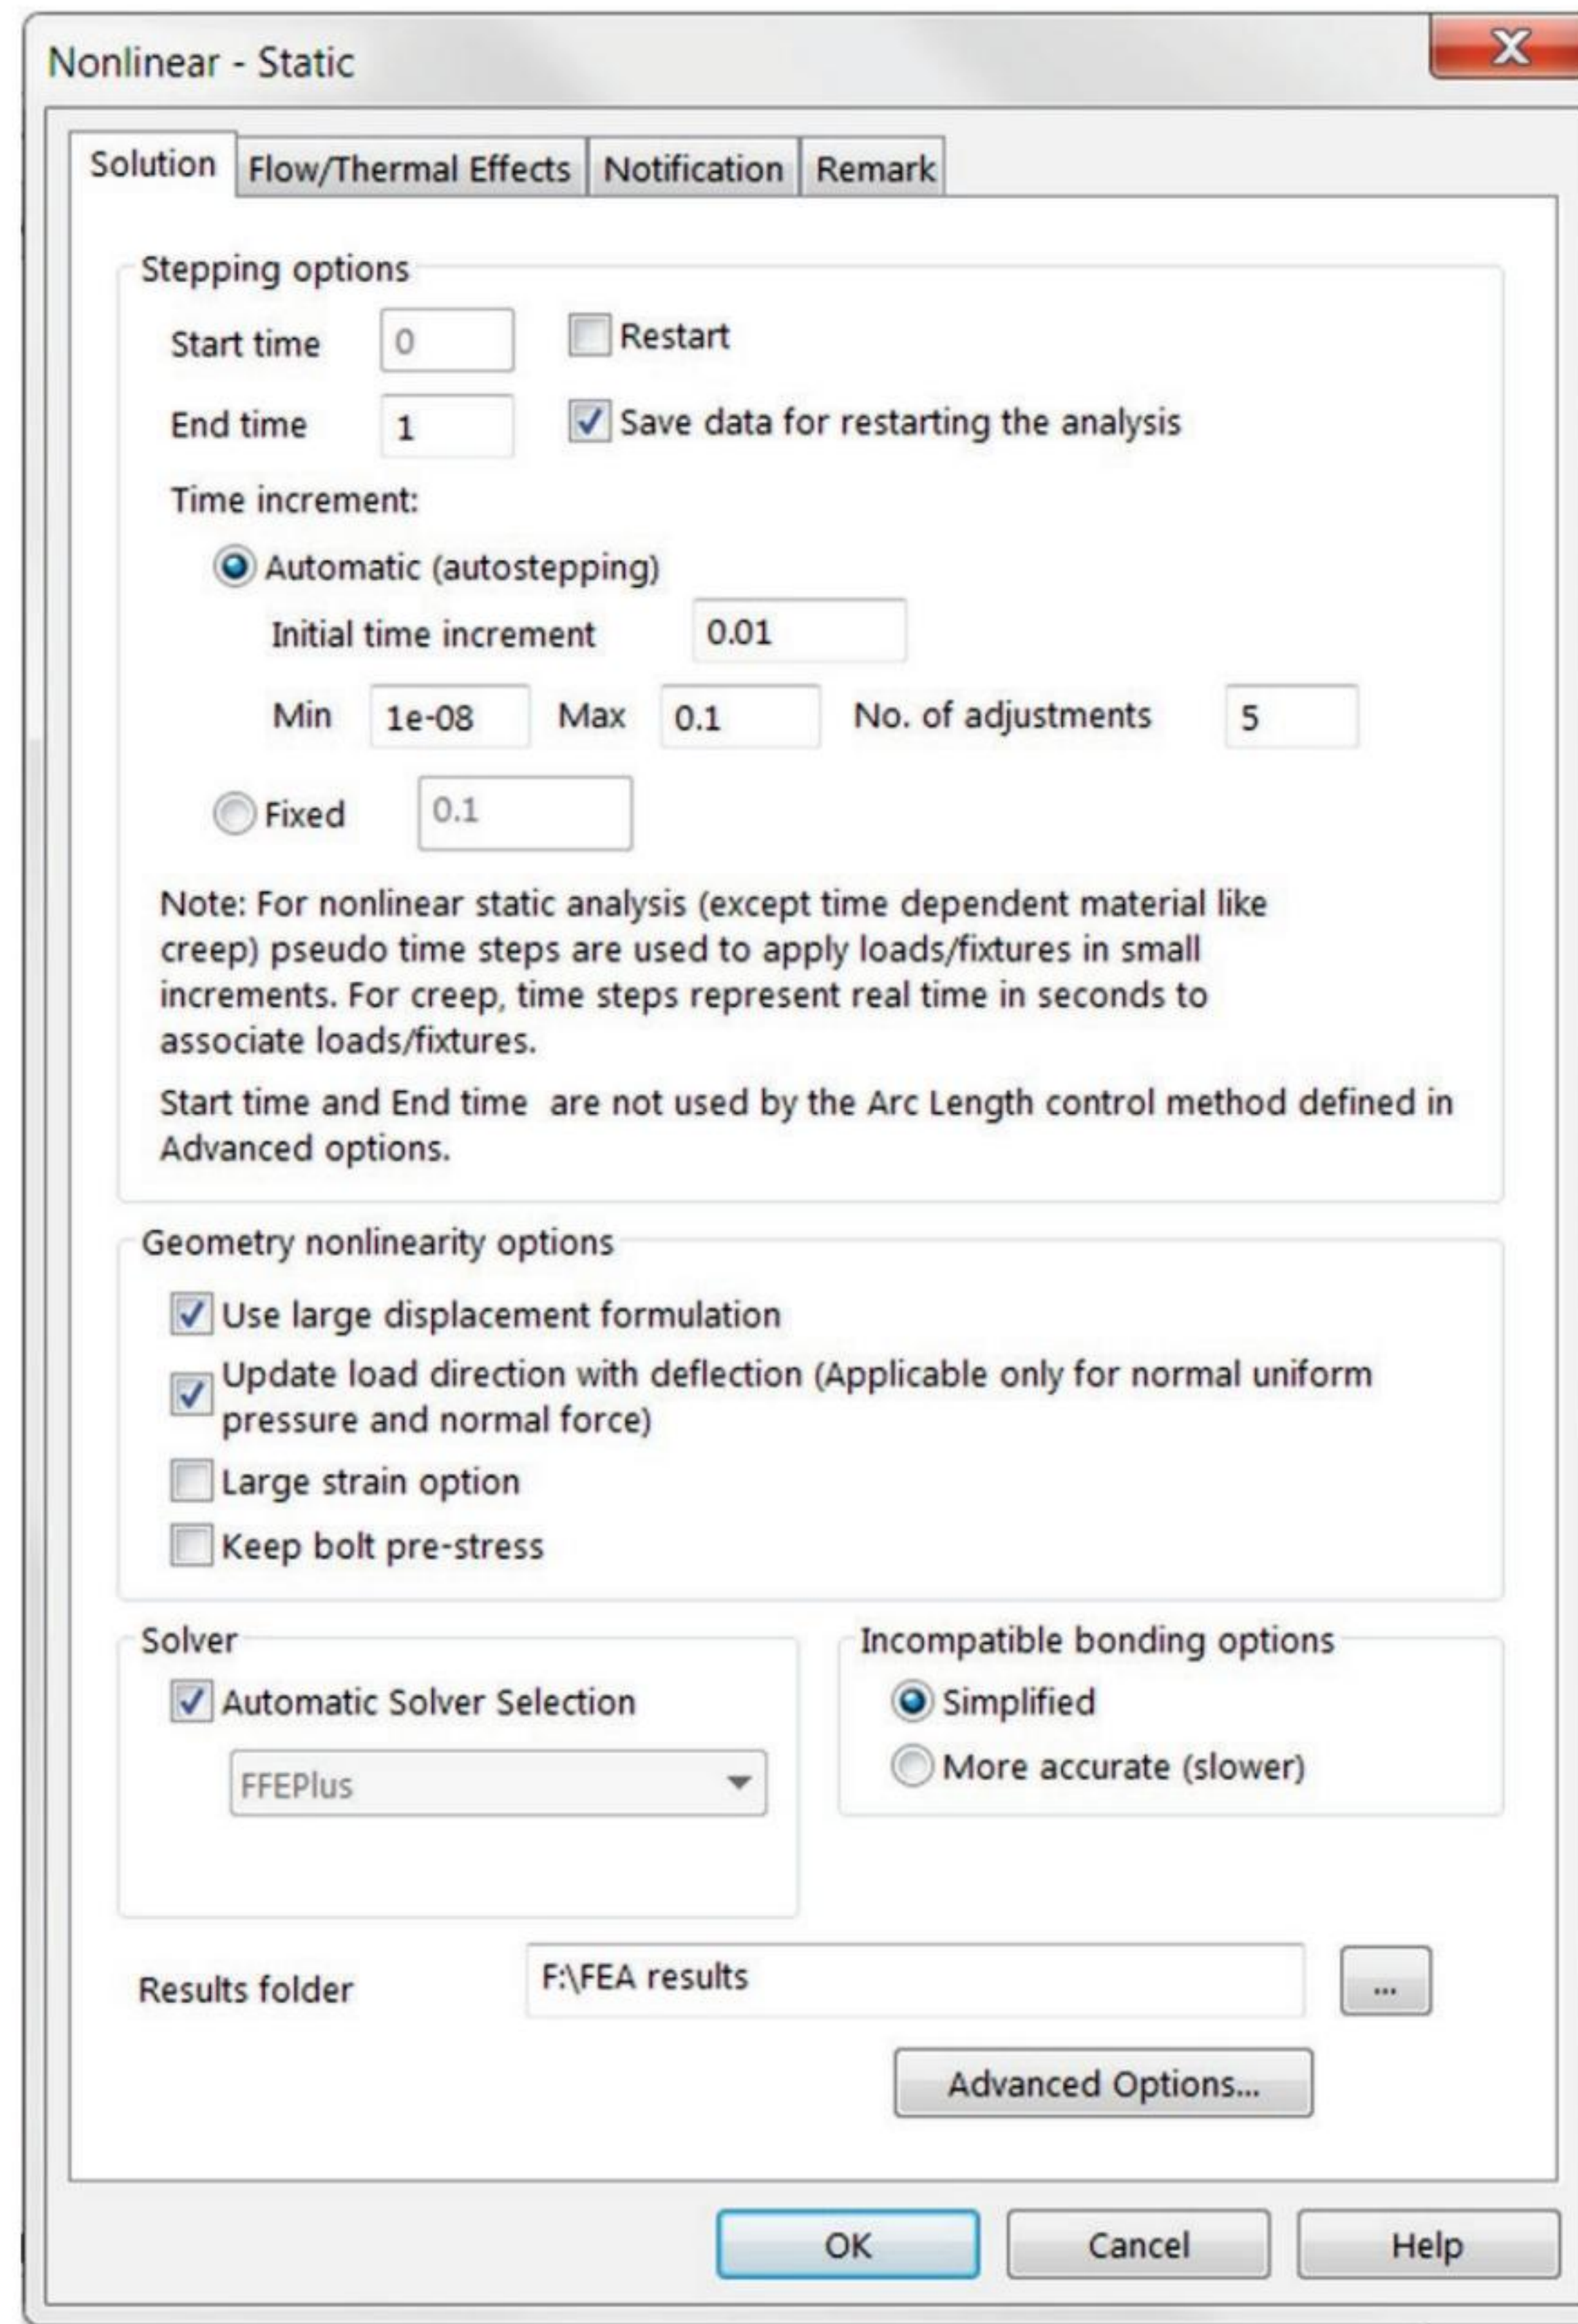 Nonlinear - Static
X
Solution Flow/Thermal Effects Notification Remark
Stepping options
Start time 0 Restart
End time 1 Save data for restarting the analysis
Time increment:
Automatic (autostepping)
Initial time increment 0.01
Min 1e-08 Max 0.1 No. of adjustments 5
Fixed 0.1
Note: For nonlinear static analysis (except time dependent material like
creep) pseudo time steps are used to apply loads/fixtures in small
increments. For creep, time steps represent real time in seconds to
associate loads/fixtures.
Start time and End time  are not used by the Arc Length control method defined in
Advanced options.
Geometry nonlinearity options
Use large displacement formulation
Update load direction with deflection (Applicable only for normal uniform
pressure and normal force)
Large strain option
Keep bolt pre-stress
Solver
Automatic Solver Selection
FFEPlus
Incompatible bonding options
Simplified
More accurate (slower)
Results folder F:\FEA results ...
Advanced Options...
OK Cancel Help